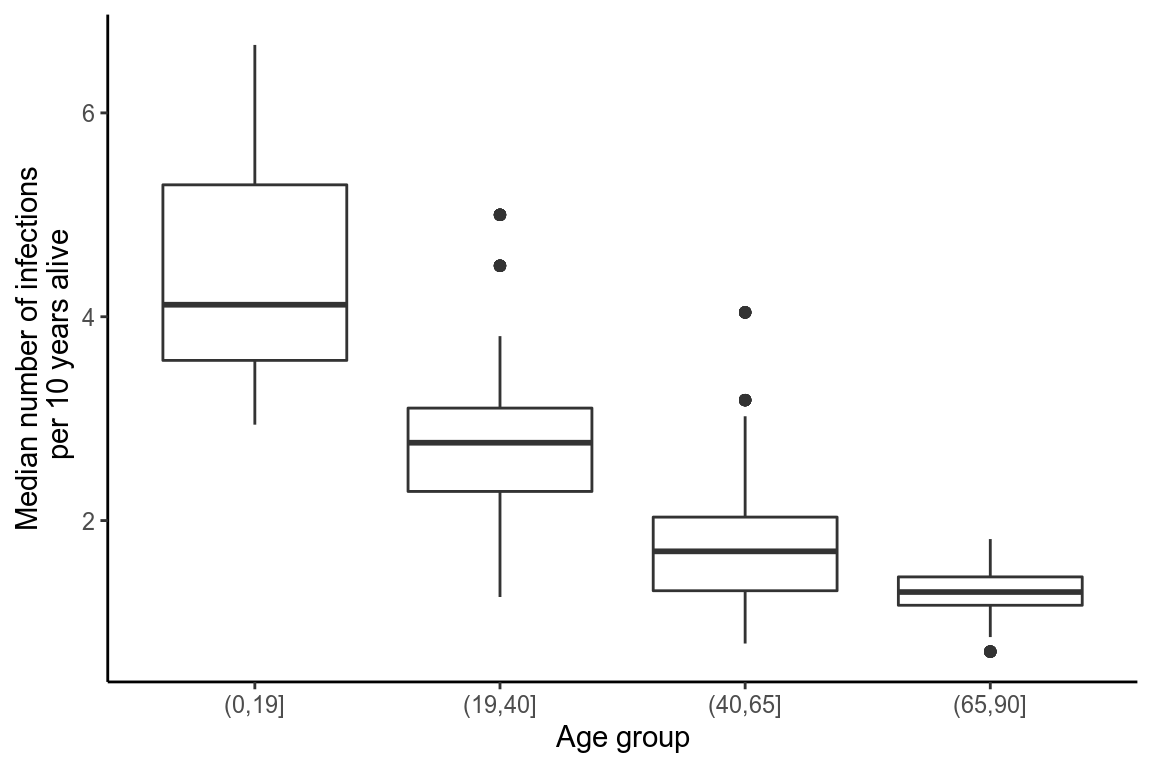 Median number of infections
per 10 years alive
6
4
2
(0,19]
(19,40]
(40,65]
(65,90]
Age group